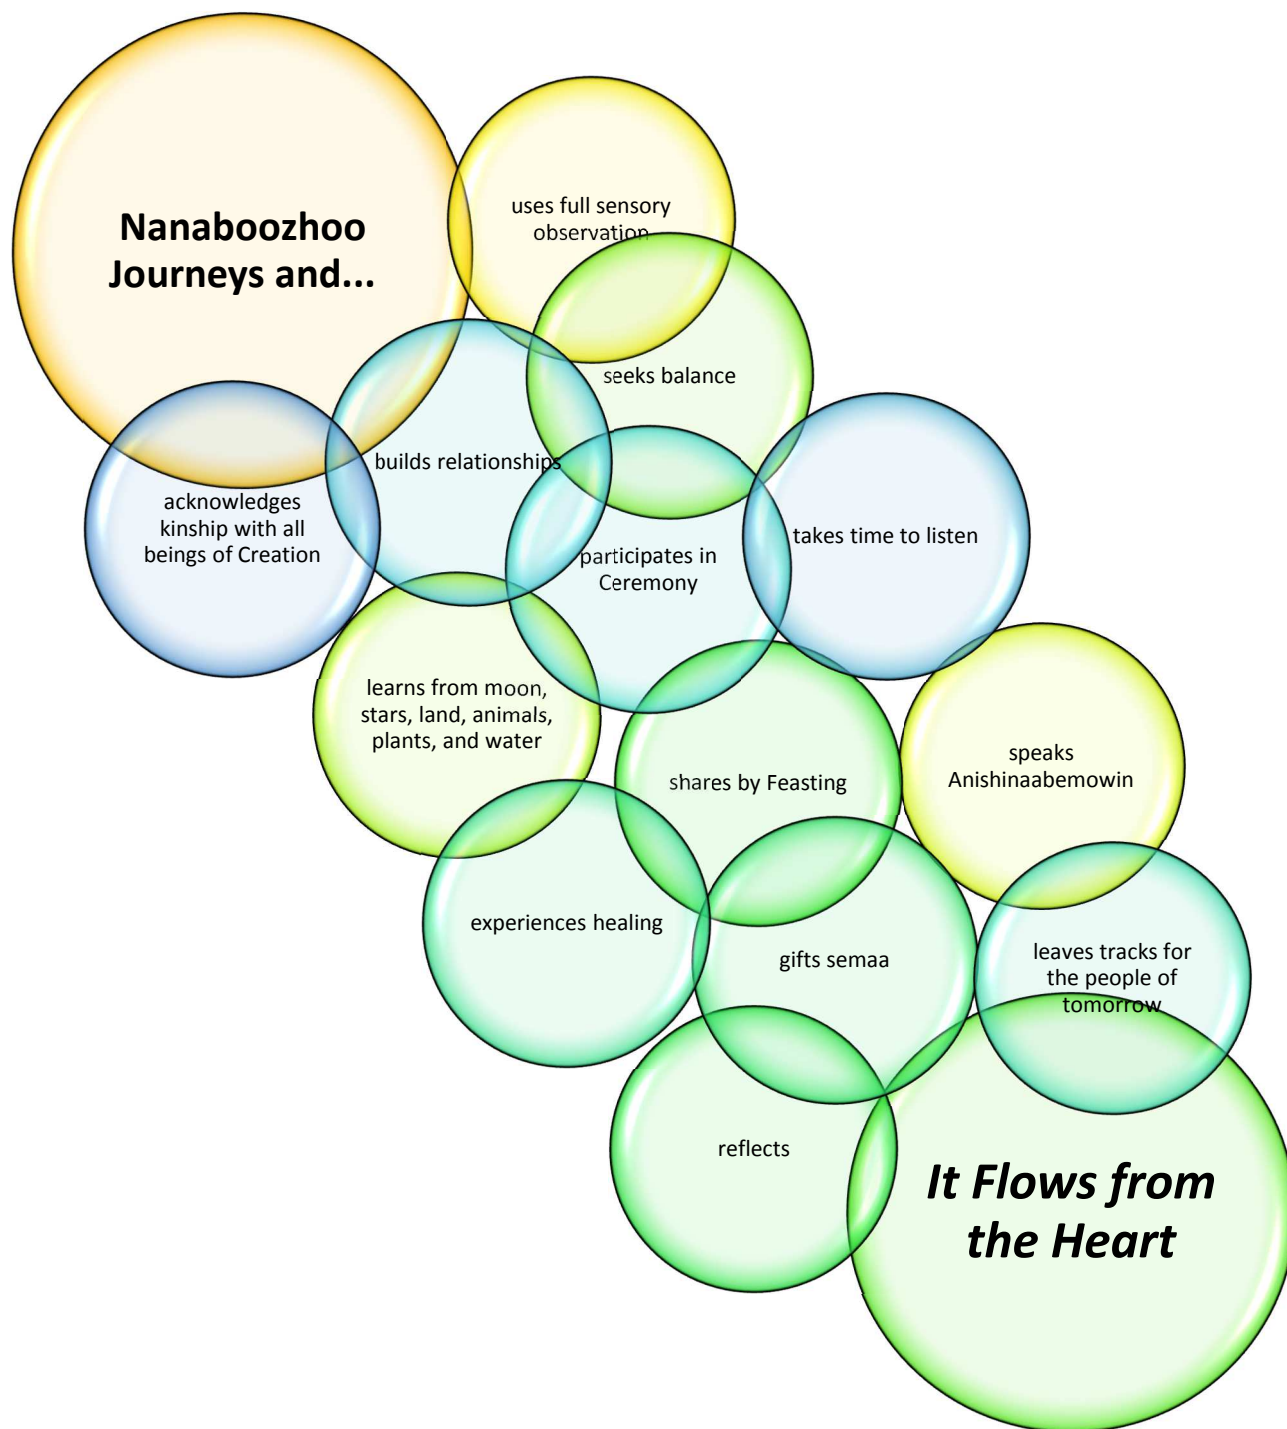 Nanaboozhoo
Journeys and...
uses full sensory
observation
seeks balance
builds relationships
acknowledges
kinship with all
beings of Creation
participates in
Ceremony
takes time to listen
learns from moon,
stars, land, animals,
plants, and water
shares by Feasting
speaks
Anishinaabemowin
experiences healing
gifts semaa
leaves tracks for
the people of
tomorrow
reflects
It Flows from
the Heart